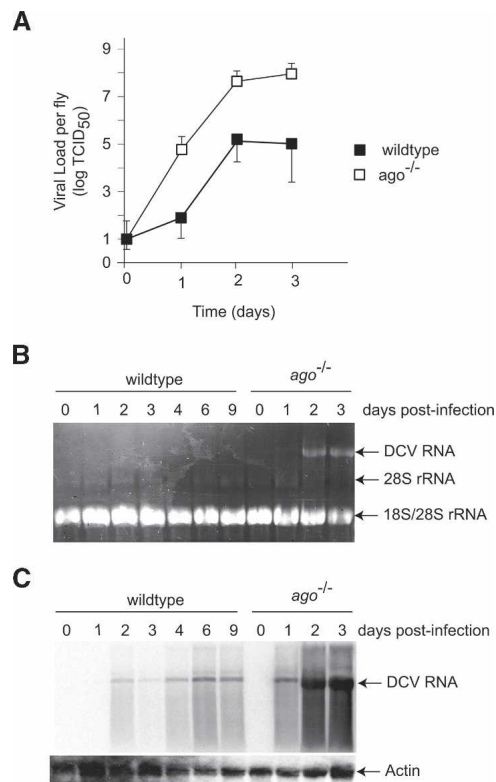 A
9
7
5
3
1
0
Viral Load per fly
(log TCID50)
0 1 2 3
Time (days)
wildtype
ago-/-
B
wildtype ago-/-
0 1 2 3 4 6 9 0 1 2 3 days post-infection
DCV RNA
28S rRNA
18S/28S rRNA
C
wildtype ago-/-
0 1 2 3 4 6 9 0 1 2 3 days post-infection
DCV RNA
Actin